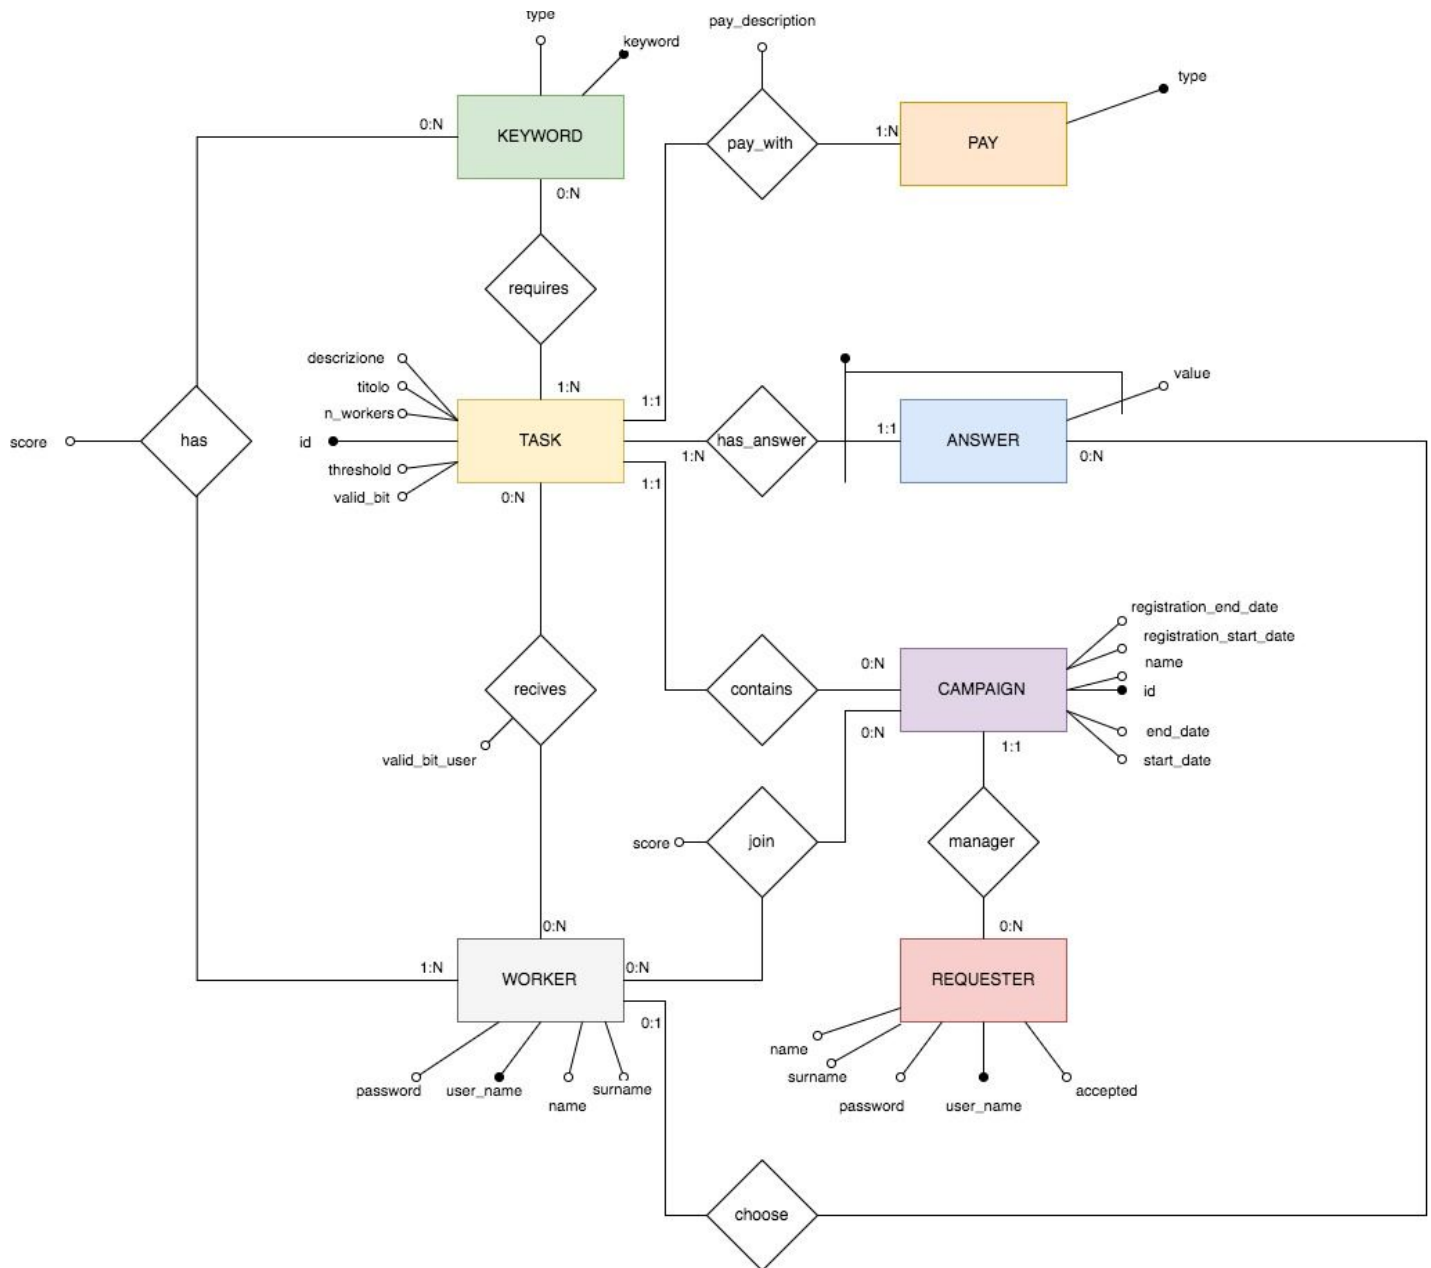 type
keyword
pay_description
type
0:N
KEYWORD
pay_with
1:N
PAY
0:N
requires
descrizione
titolo
n_workers
id
threshold
valid_bit
1:N
1:1
TASK
has_answer
1:N
1:1
ANSWER
value
0:N
score
has
0:N
1:1
registration_end_date
registration_start_date
name
id
end_date
start_date
recives
valid_bit_user
contains
0:N
CAMPAIGN
0:N
1:1
score
join
manager
0:N
0:N
1:N
WORKER
0:N
0:1
REQUESTER
password
user_name
name
surname
name
surname
password
user_name
accepted
choose